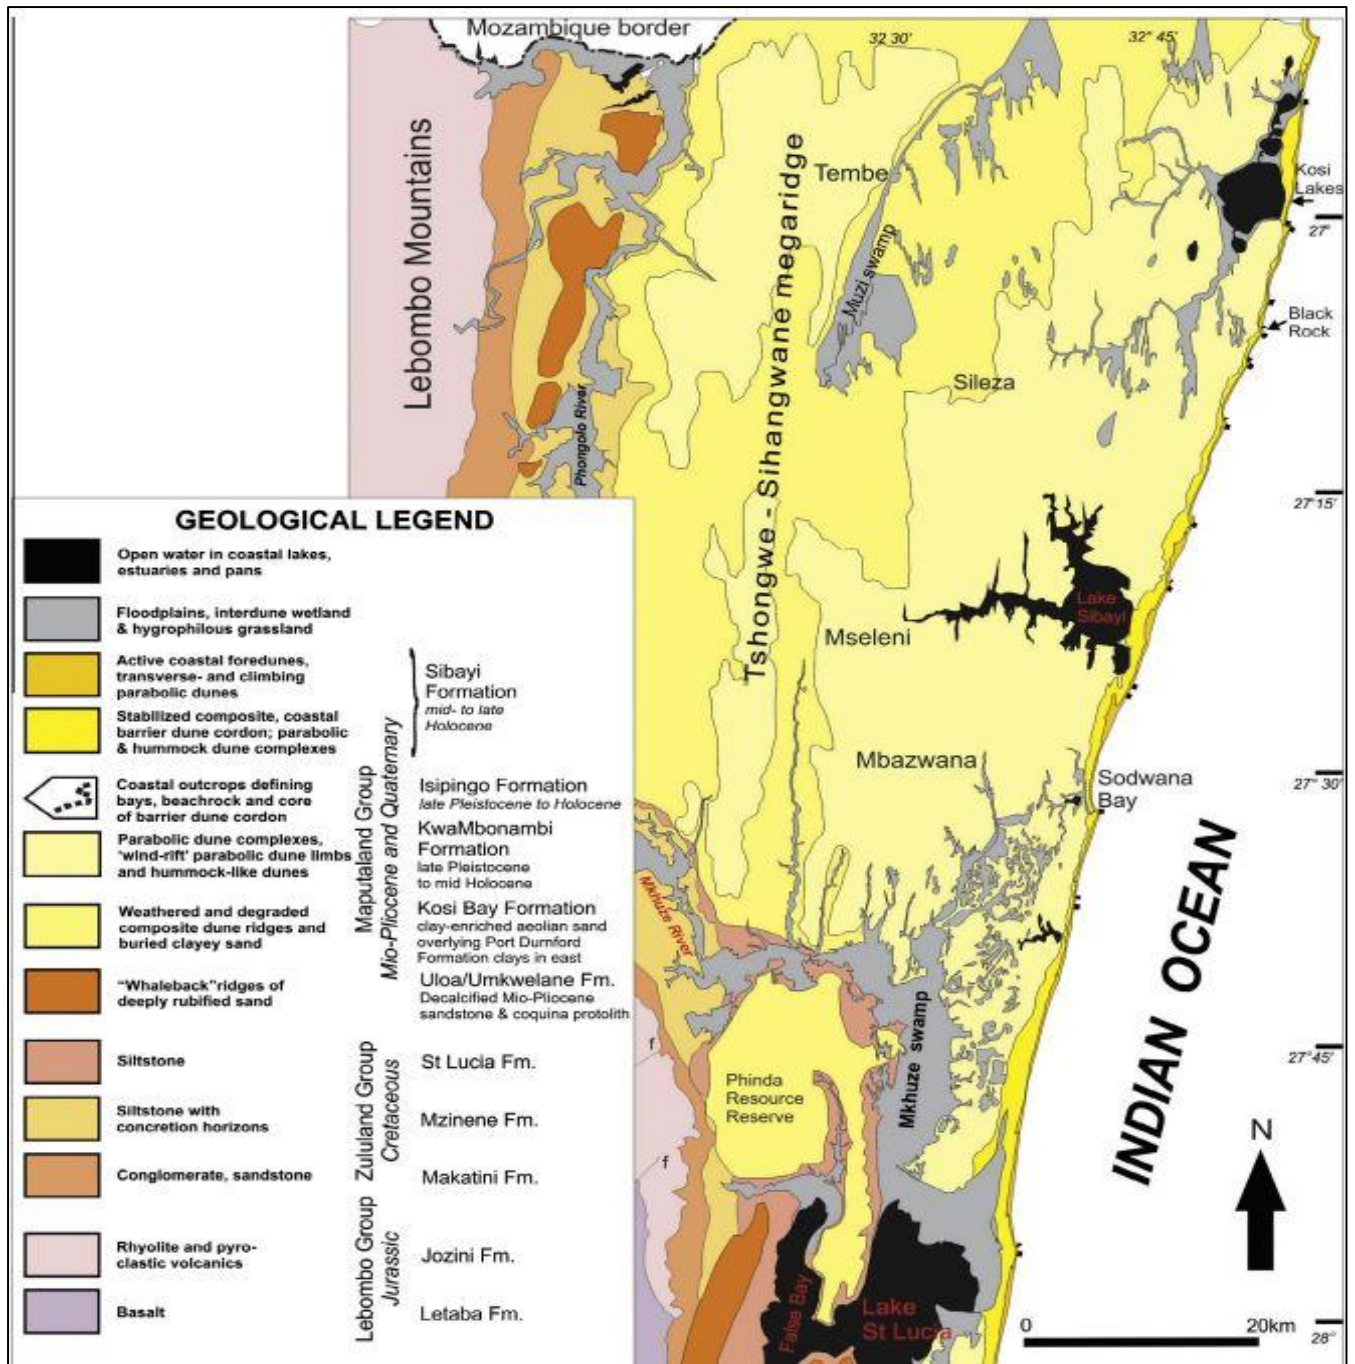 Mozambique border
32 30'
32° 45'
Lebombo Mountains
Tshongwe - Sihangwane megaridge
Tembe
Muzi swamp
Kosi
Lakes
27°
Black
Rock
Sileza
Phongolo River
27°15'
Lake
Sibayi
Mseleni
Mbazwana
Sodwana
Bay
27° 30'
INDIAN OCEAN
Mkhuze River
Mkhuze swamp
27°45'
Phinda
Resource
Reserve
f
f
N
False Bay
Lake
St Lucia
0
20km
28°
GEOLOGICAL LEGEND
Open water in coastal lakes,
estuaries and pans
Floodplains, interdune wetland
& hygrophilous grassland
Active coastal foredunes,
transverse- and climbing
parabolic dunes
Stabilized composite, coastal
barrier dune cordon; parabolic
& hummock dune complexes
Coastal outcrops defining
bays, beachrock and core
of barrier dune cordon
Parabolic dune complexes,
'wind-rift' parabolic dune limbs
and hummock-like dunes
Weathered and degraded
composite dune ridges and
buried clayey sand
"Whaleback"ridges of
deeply rubified sand
Siltstone
Siltstone with
concretion horizons
Conglomerate, sandstone
Rhyolite and pyro-
clastic volcanics
Basalt
Maputaland Group
Mio-Pliocene and Quaternary
Zululand Group
Cretaceous
Lebombo Group
Jurassic
Sibayi
Formation
mid- to late
Holocene
Isipingo Formation
late Pleistocene to Holocene
KwaMbonambi
Formation
late Pleistocene
to mid Holocene
Kosi Bay Formation
clay-enriched aeolian sand
overlying Port Durnford
Formation clays in east
Uloa/Umkwelane Fm.
Decalcified Mio-Pliocene
sandstone & coquina protolith
St Lucia Fm.
Mzinene Fm.
Makatini Fm.
Jozini Fm.
Letaba Fm.